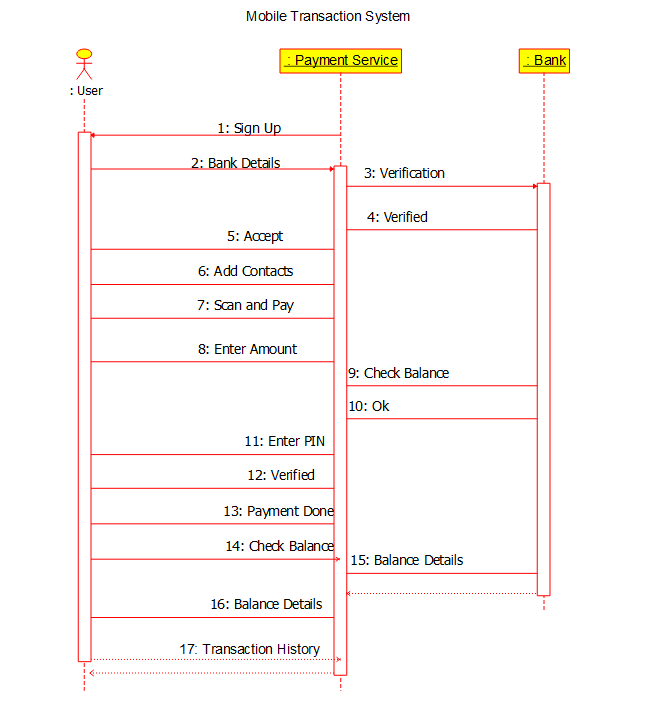 Mobile Transaction System
: User
: Payment Service
: Bank
1: Sign Up
2: Bank Details
3: Verification
4: Verified
5: Accept
6: Add Contacts
7: Scan and Pay
8: Enter Amount
9: Check Balance
10: Ok
11: Enter PIN
12: Verified
13: Payment Done
14: Check Balance
15: Balance Details
16: Balance Details
17: Transaction History